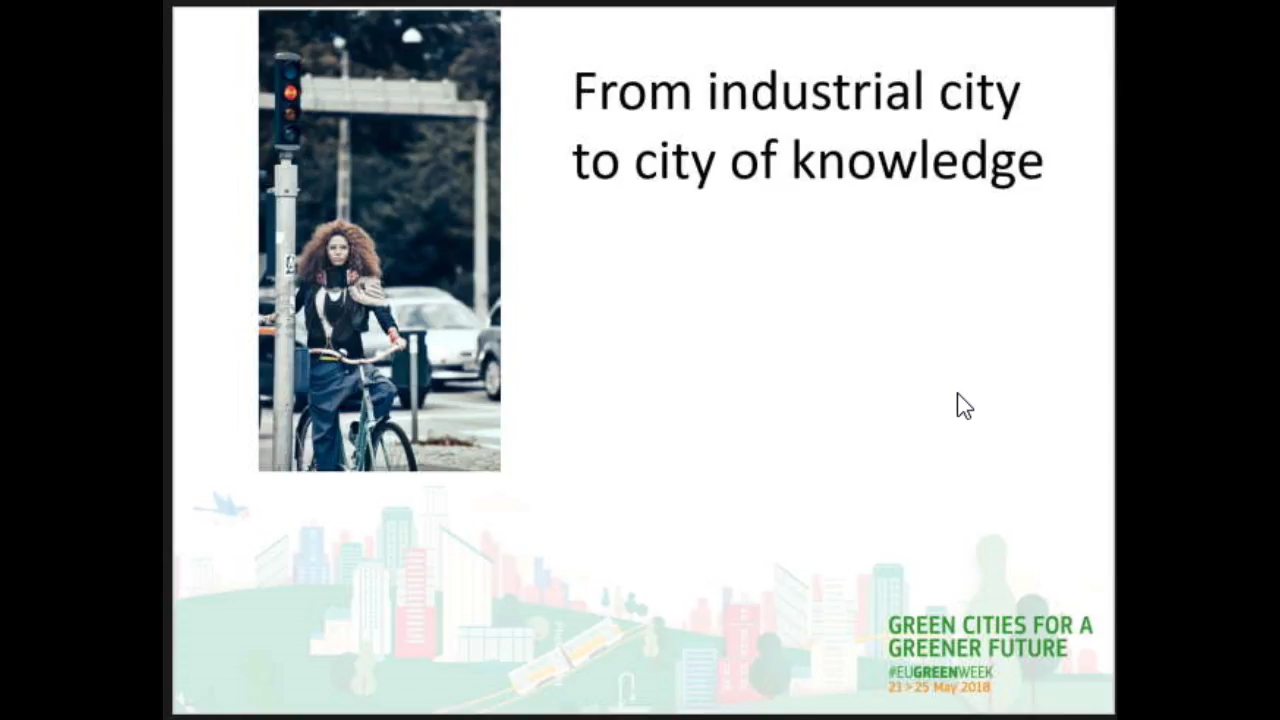 From industrial city
to city of knowledge
GREEN CITIES FOR A
GREENER FUTURE
#EUGREENWEEK
21>25 May 2018